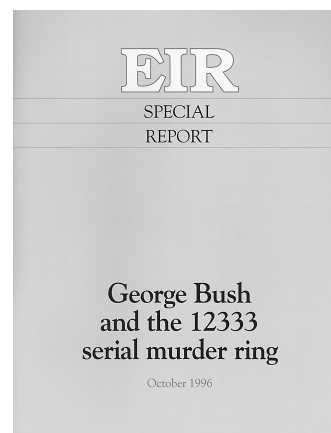 EIR
SPECIAL
REPORT
George Bush
and the 12333
serial murder ring
October 1996